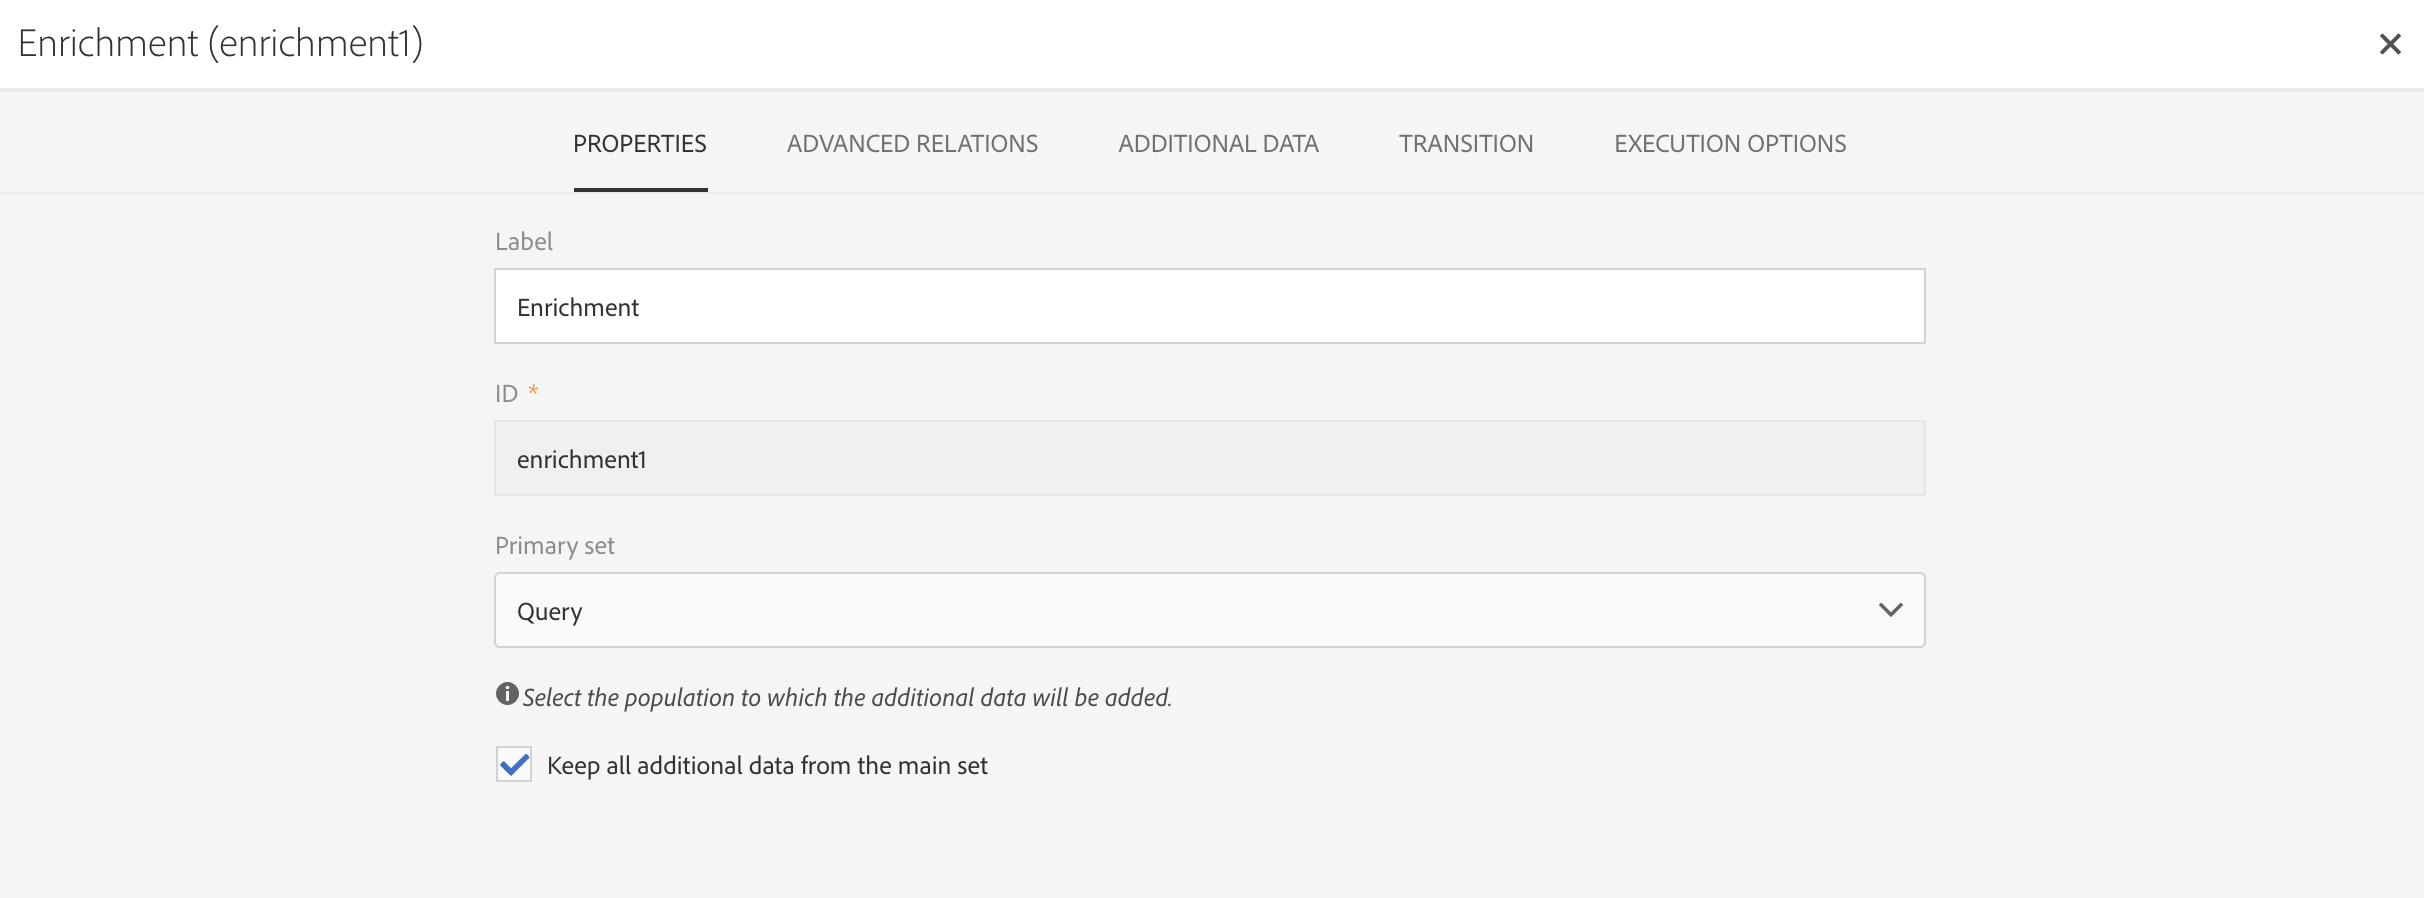 Enrichment (enrichment1)
PROPERTIES ADVANCED RELATIONS ADDITIONAL DATA TRANSITION EXECUTION OPTIONS
Label
Enrichment
ID *
enrichment1
Primary set
Query
Select the population to which the additional data will be added.
Keep all additional data from the main set